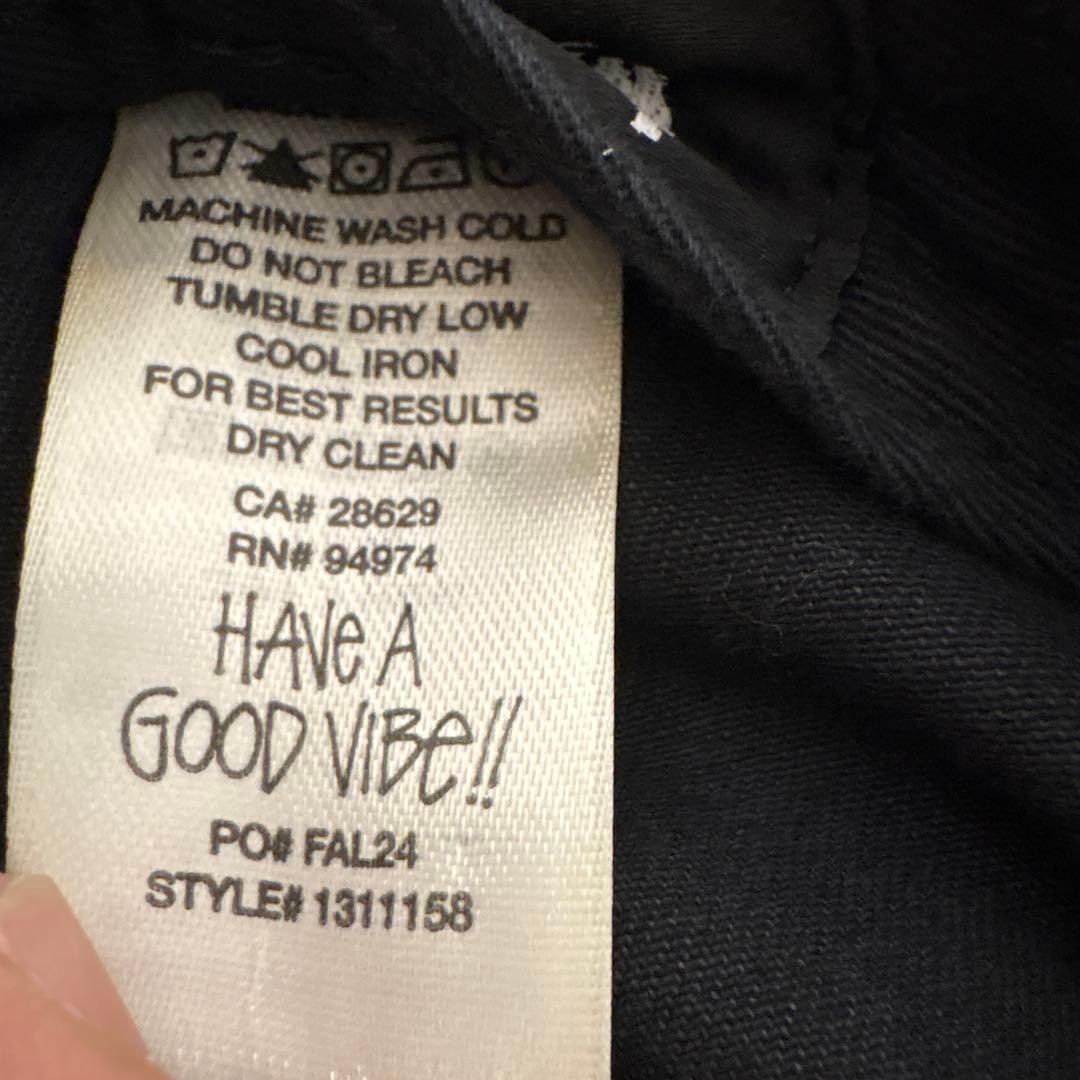 MACHINE WASH COLD
DO NOT BLEACH
TUMBLE DRY LOW
COOL IRON
FOR BEST RESULTS
DRY CLEAN
CA# 28629
RN# 94974
HAVe A
GOOD VIBe!!
PO# FAL24
STYLE# 1311158